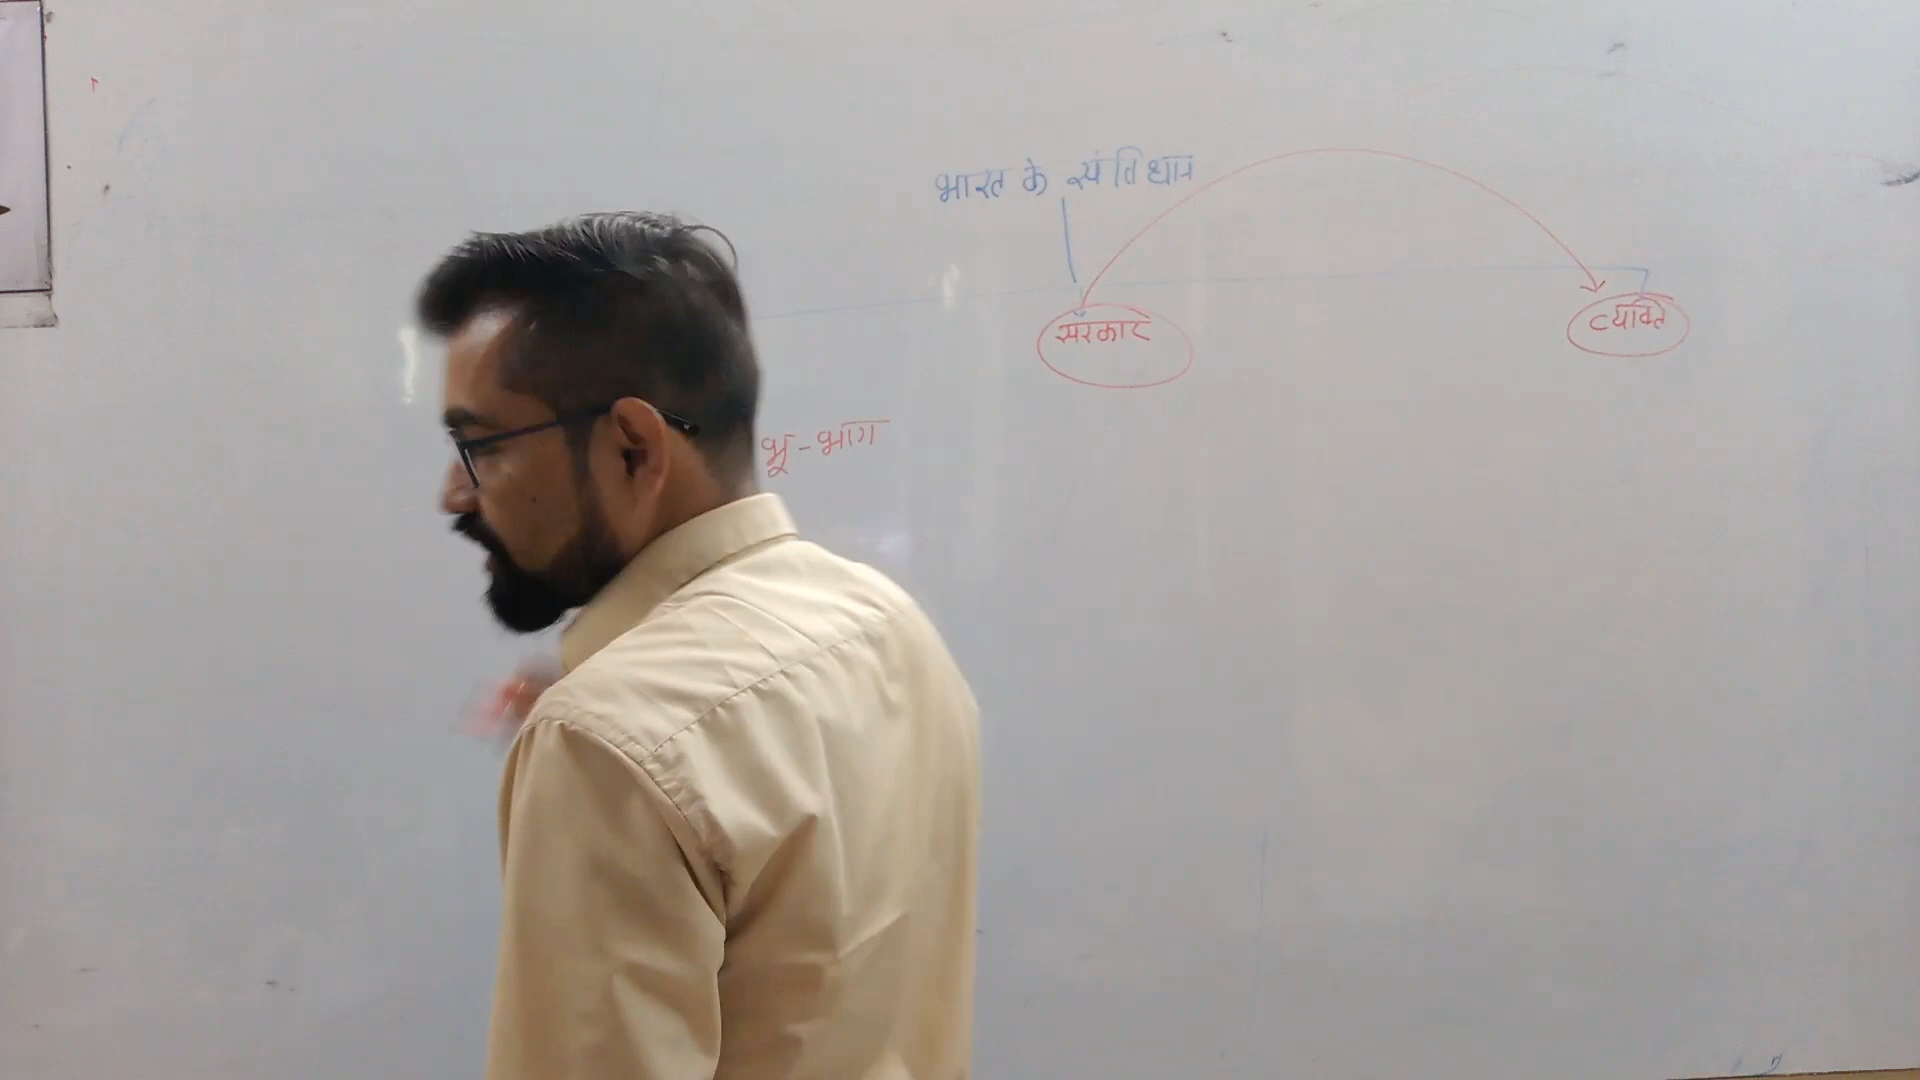 भारत के संविधान
सरकार
व्यक्ति
भू-भाग